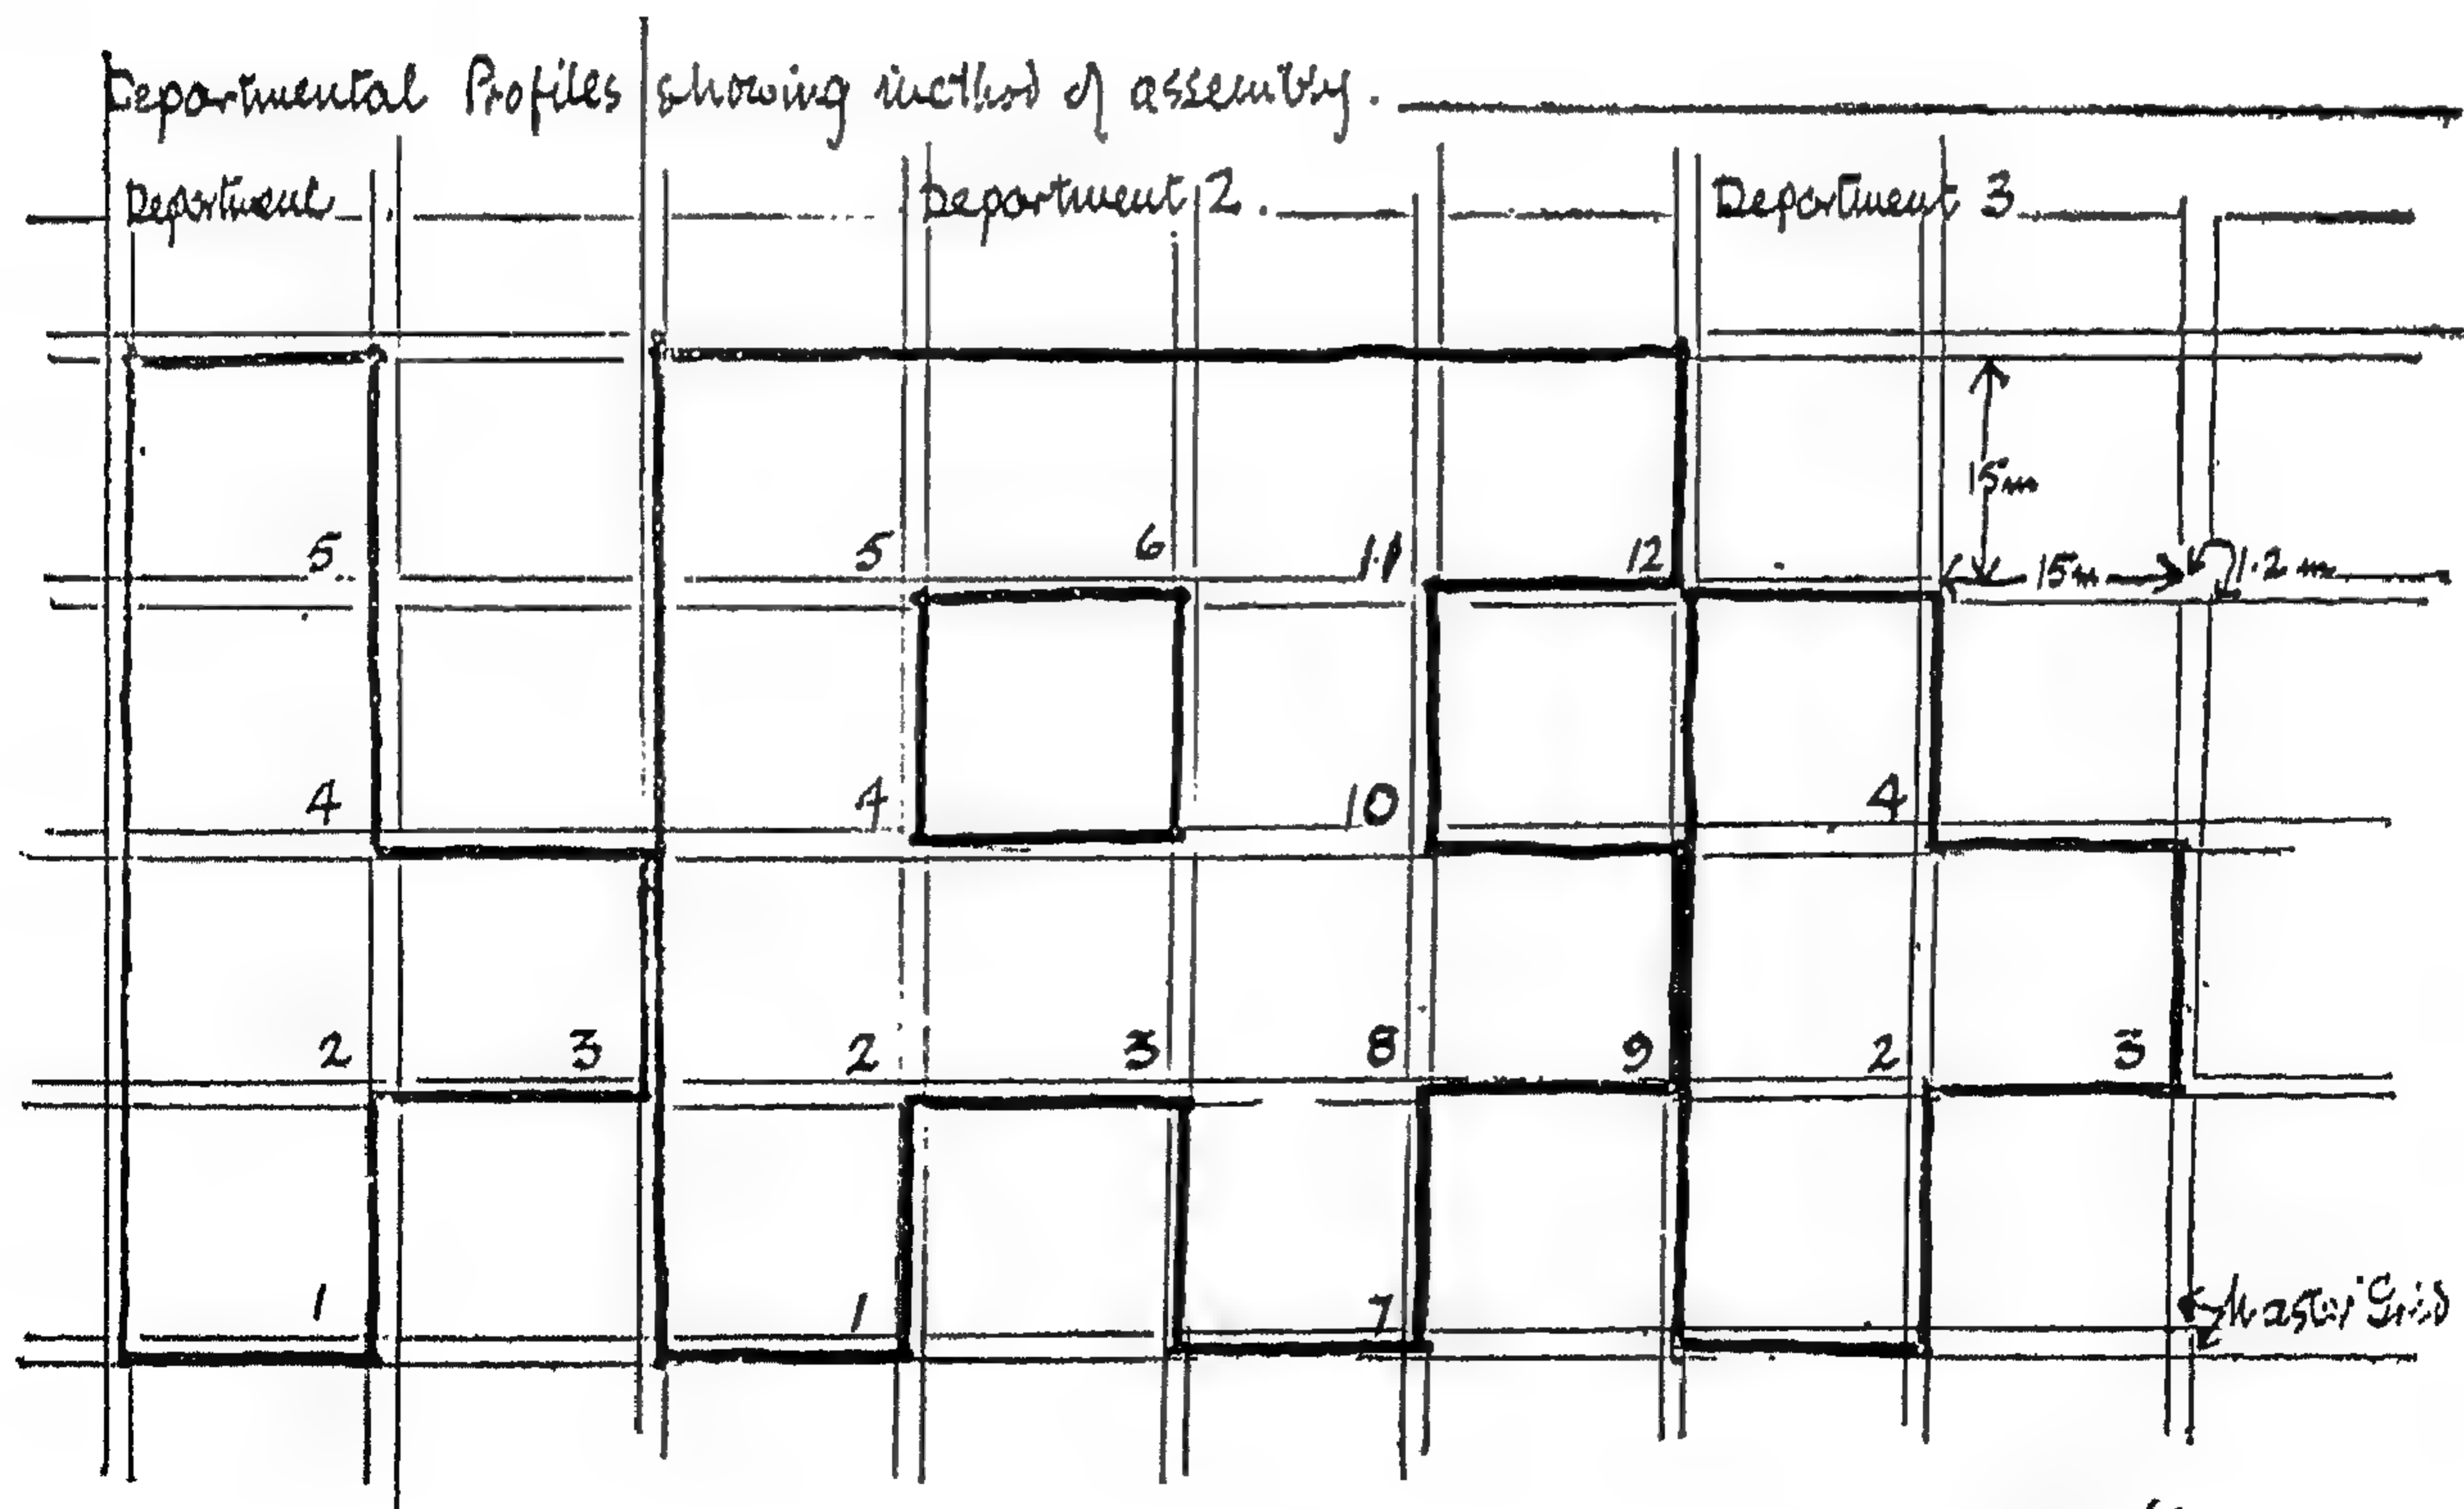 Departmental Profiles showing method of assembly.
Department
Department 2.
Department 3
15m
5
5
6
11
12
15m
1.2m
4
4
10
4
2
3
2
3
8
9
2
3
1
1
7
Master Grid